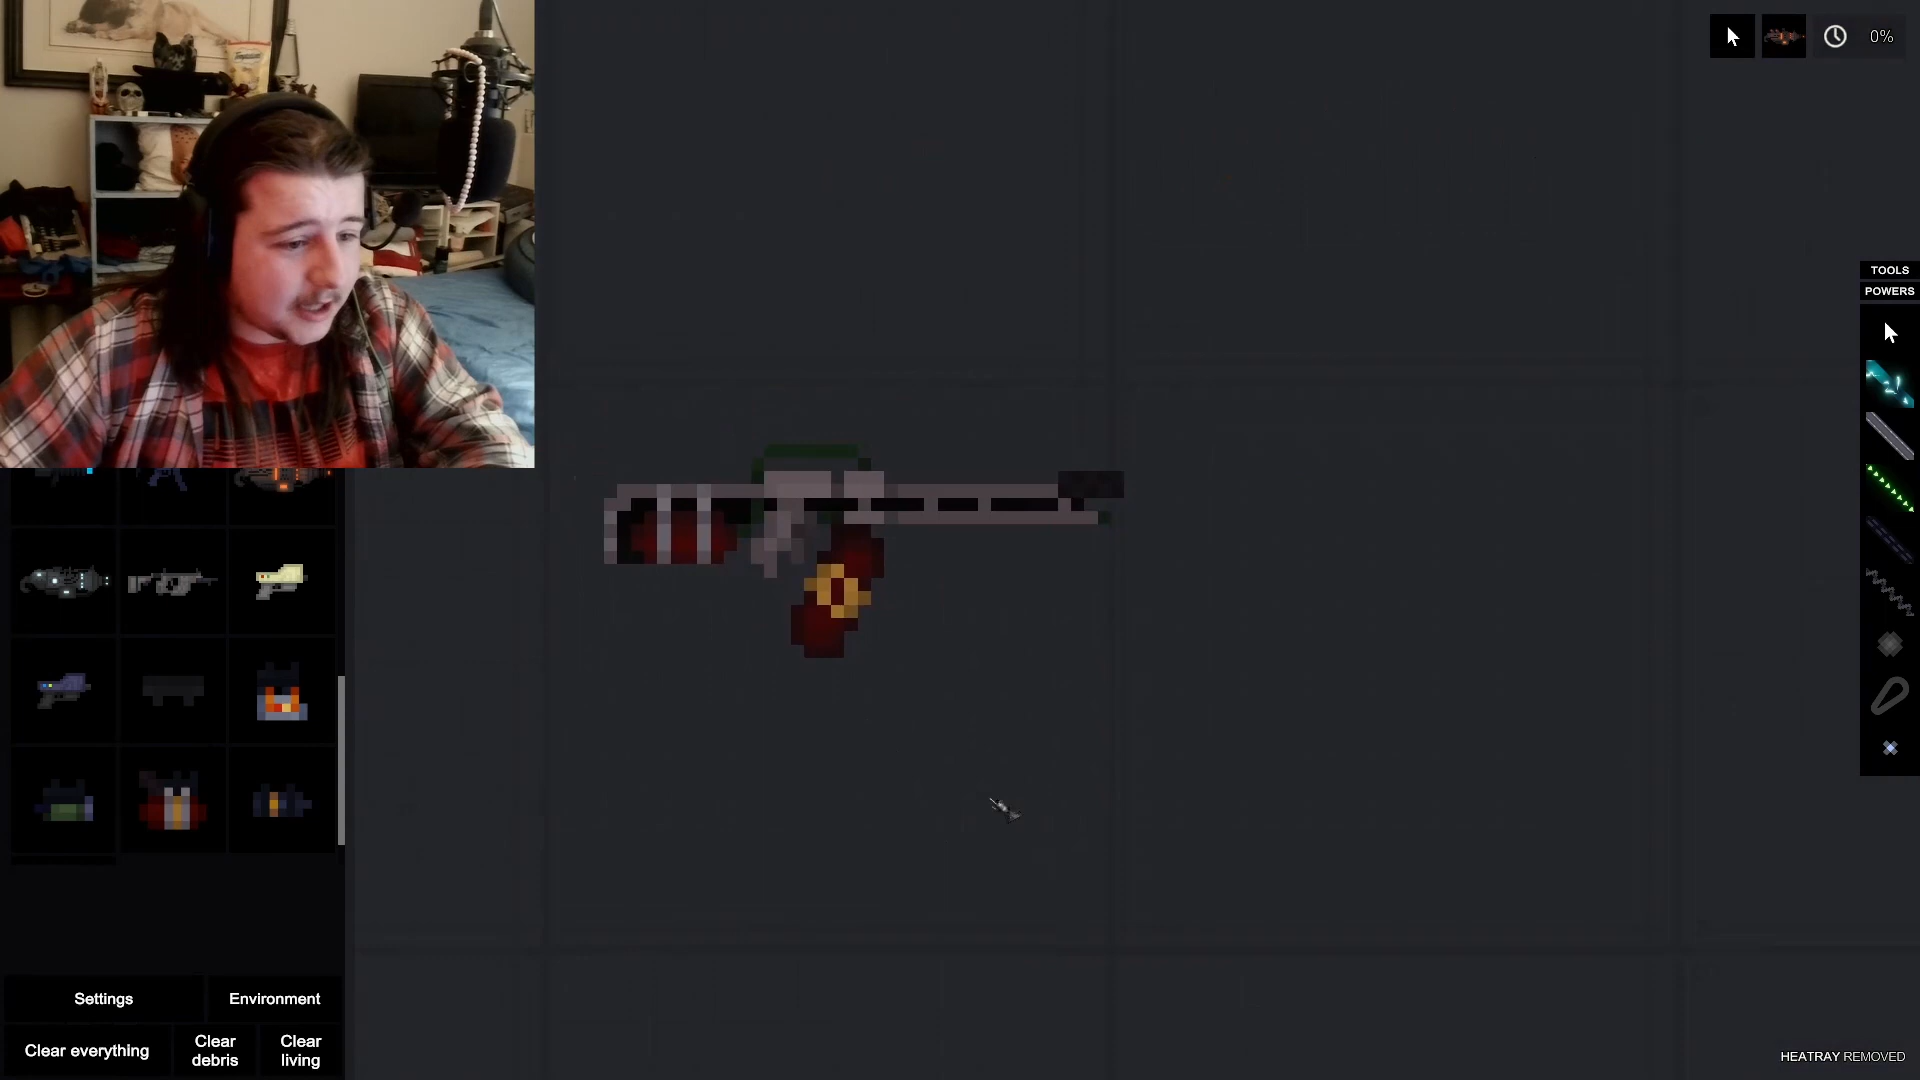 0%
TOOLS
POWERS
Settings
Environment
Clear everything
Clear
debris
Clear
living
HEATRAY REMOVED